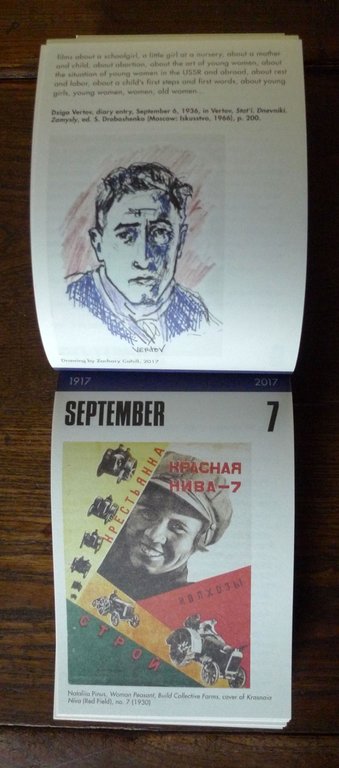 films about a schoolgirl, a little girl at a nursery, about a mother
and child, about abortion, about the art of young women, about
the situation of young women in the USSR and abroad, about rest
and labor, about a child's first steps and first words, about young
girls, young women, women, old women...
Dziga Vertov, diary entry, September 6, 1936, in Vertov, Stat'i, Dnevniki,
Zamysly, ed. S. Drobashenko (Moscow: Iskusstvo, 1966), p. 200.
VERTOV
Drawing by Zachary Cahill, 2017
1917 2017
SEPTEMBER 7
КРАСНАЯ
НИВА–7
КРЕСТЬЯНКА
КОЛХОЗЫ
СТРОЙ
Nataliia Pinus, Woman Peasant, Build Collective Farms, cover of Krasnaia
Niva (Red Field), no. 7 (1930)